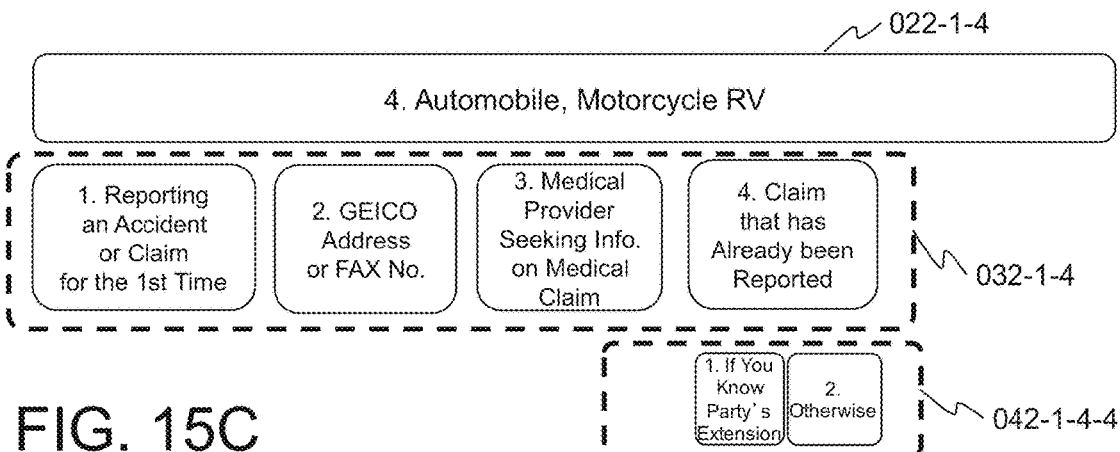 022-1-4
4. Automobile, Motorcycle RV
1. Reporting
an Accident
or Claim
for the 1st Time
2. GEICO
Address
or FAX No.
3. Medical
Provider
Seeking Info.
on Medical
Claim
4. Claim
that has
Already been
Reported
032-1-4
1. If You
Know
Party's
Extension
2.
Otherwise
042-1-4-4
FIG. 15C